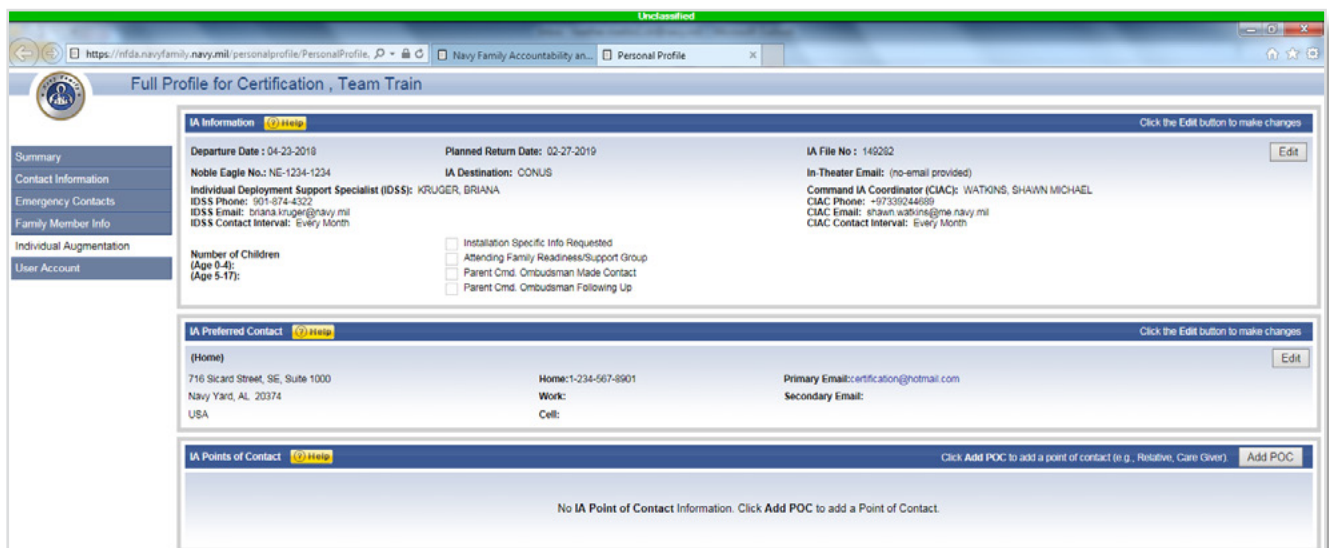 Unclassified
https://nfda.navyfamily.navy.mil/personalprofile/PersonalProfile.
Navy Family Accountability an...
Personal Profile
Full Profile for Certification , Team Train
Summary
Contact Information
Emergency Contacts
Family Member Info
Individual Augmentation
User Account
IA Information ? Help Click the Edit button to make changes
Departure Date : 04-23-2018 Planned Return Date: 02-27-2019 IA File No : 149282 Edit
Noble Eagle No.: NE-1234-1234 IA Destination: CONUS In-Theater Email: (no-email provided)
Individual Deployment Support Specialist (IDSS): KRUGER, BRIANA Command IA Coordinator (CIAC): WATKINS, SHAWN MICHAEL
IDSS Phone: 901-874-4322 CIAC Phone: +97339244689
IDSS Email: briana.kruger@navy.mil CIAC Email: shawn.watkins@me.navy.mil
IDSS Contact Interval: Every Month CIAC Contact Interval: Every Month
Number of Children
(Age 0-4):
(Age 5-17):
Installation Specific Info Requested
Attending Family Readiness/Support Group
Parent Cmd. Ombudsman Made Contact
Parent Cmd. Ombudsman Following Up
IA Preferred Contact ? Help Click the Edit button to make changes
(Home) Edit
716 Sicard Street, SE, Suite 1000 Home:1-234-567-8901 Primary Email:certification@hotmail.com
Navy Yard, AL 20374 Work: Secondary Email:
USA Cell:
IA Points of Contact ? Help Click Add POC to add a point of contact (e.g., Relative, Care Giver). Add POC
No IA Point of Contact Information. Click Add POC to add a Point of Contact.